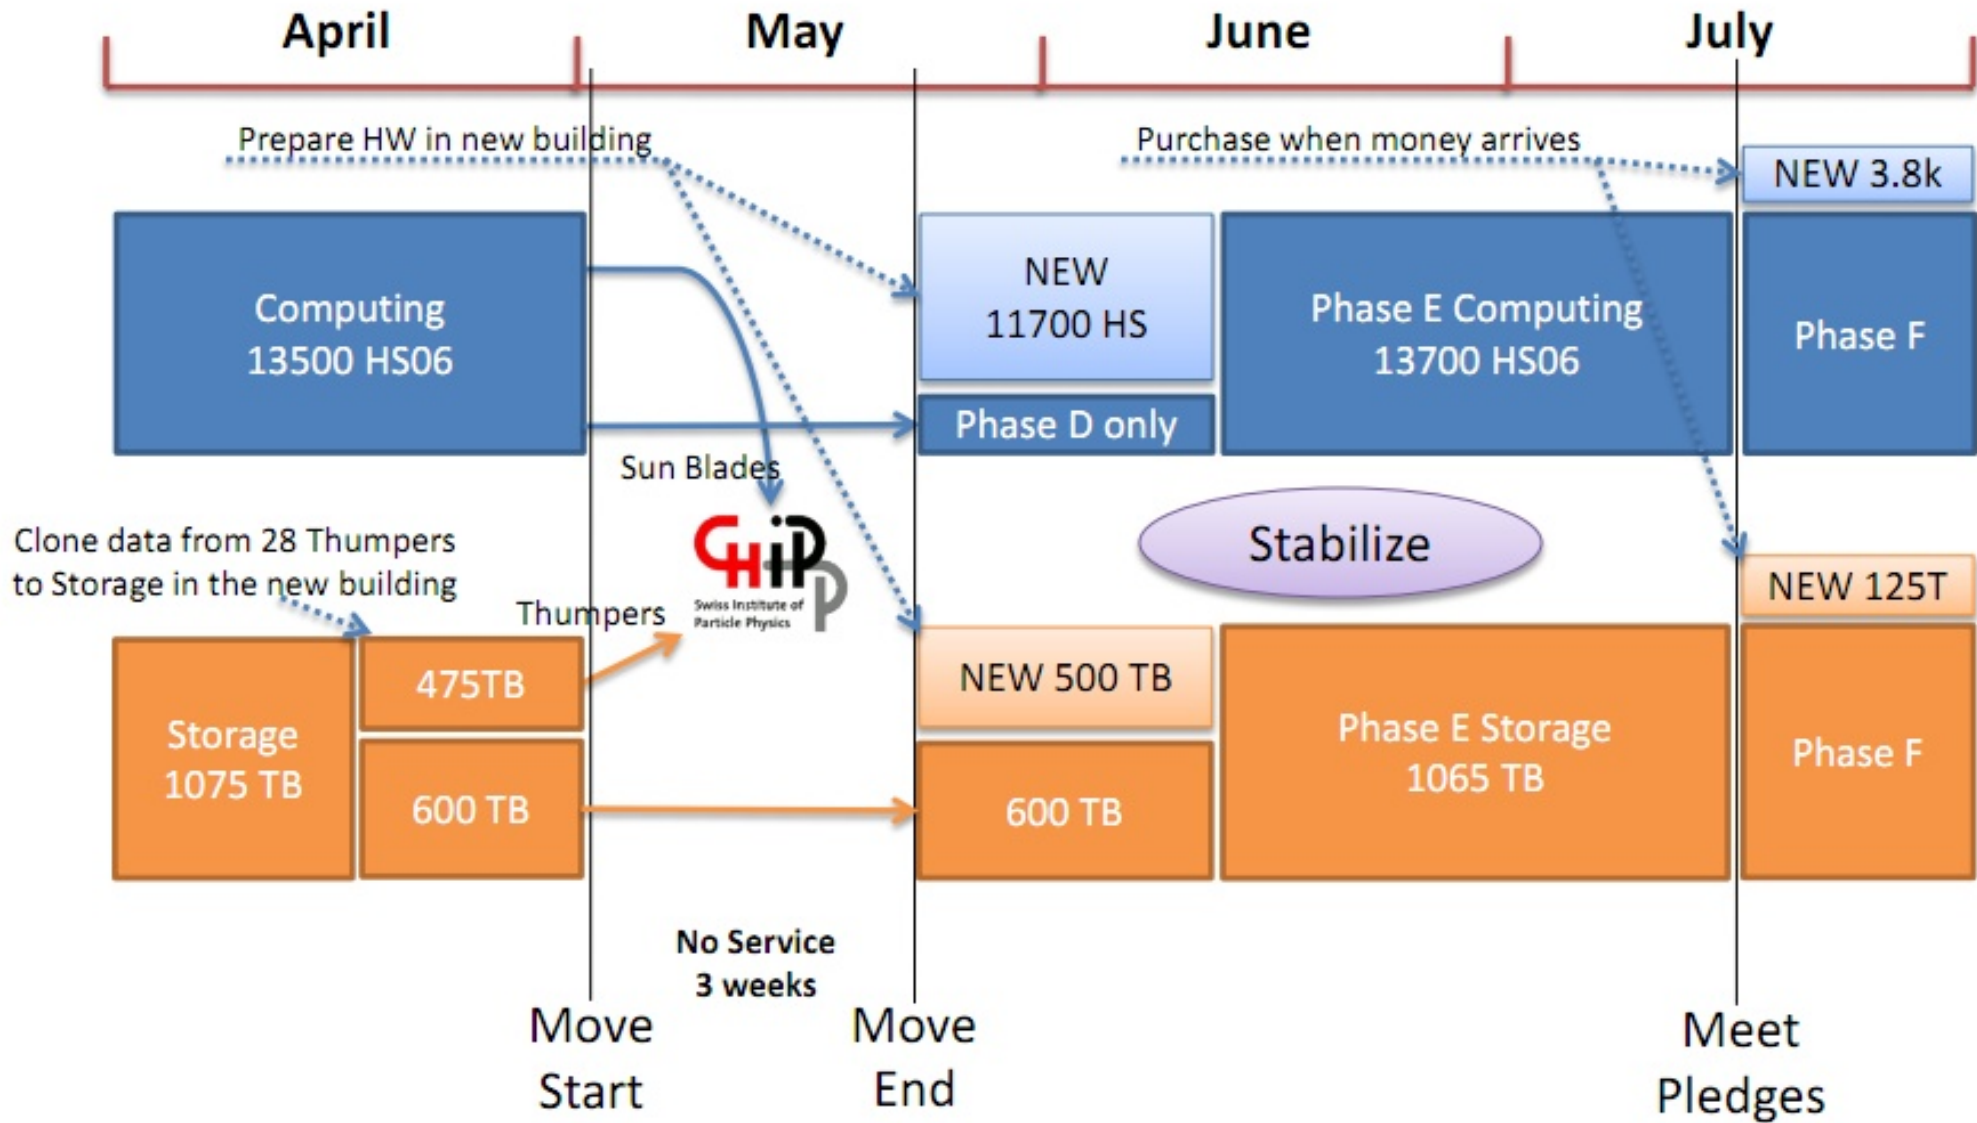 April
May
June
July
Prepare HW in new building
Purchase when money arrives
NEW 3.8k
Computing
13500 HS06
NEW
11700 HS
Phase D only
Phase E Computing
13700 HS06
Phase F
Sun Blades
CHiPP
Swiss Institute of
Particle Physics
Stabilize
Clone data from 28 Thumpers
to Storage in the new building
Thumpers
NEW 125T
Storage
1075 TB
475TB
600 TB
NEW 500 TB
600 TB
Phase E Storage
1065 TB
Phase F
No Service
3 weeks
Move
Start
Move
End
Meet
Pledges